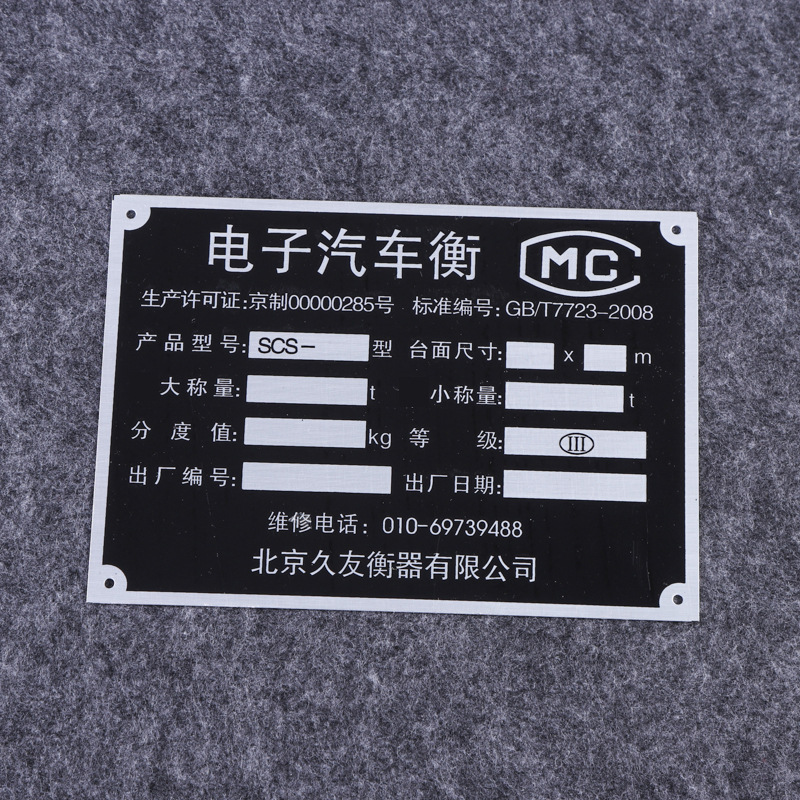 电子汽车衡 MC
生产许可证:京制00000285号 标准编号:GB/T7723-2008
产品型号: SCS- 型 台面尺寸: x m
大称量: t 小称量: t
分度值: kg 等级: III
出厂编号: 出厂日期:
维修电话: 010-69739488
北京久友衡器有限公司